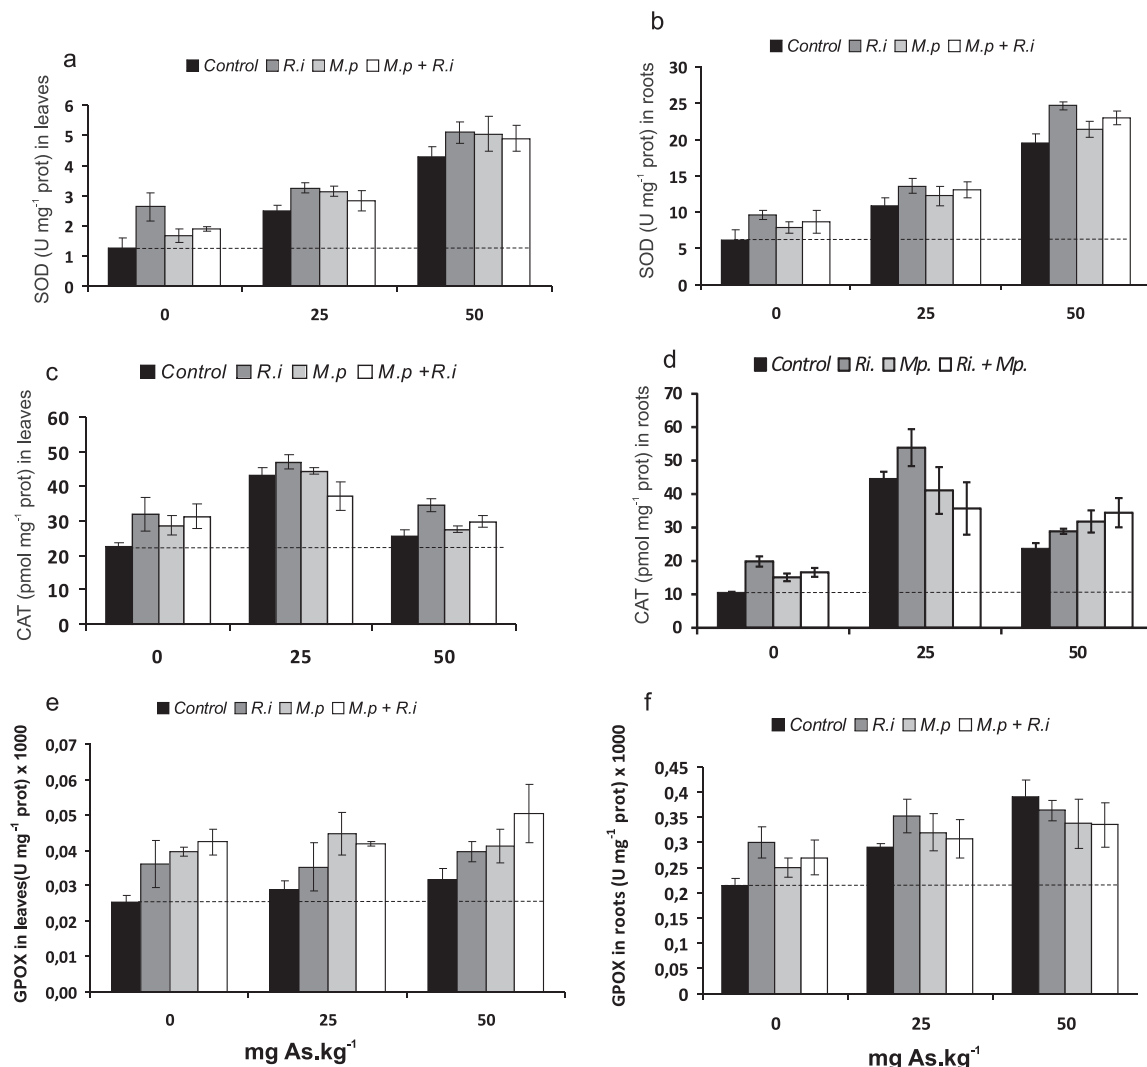 a
Control R.i M.p M.p + R.i
SOD (U mg-1 prot) in leaves
6
5
4
3
2
1
0
0 25 50
b
Control R.i M.p M.p + R.i
SOD (U mg-1 prot) in roots
30
25
20
15
10
5
0
0 25 50
c
Control R.i M.p M.p +R.i
CAT (pmol mg-1 prot) in leaves
60
50
40
30
20
10
0
0 25 50
d
Control Ri. Mp. Ri. + Mp.
CAT (pmol mg-1 prot) in roots
70
60
50
40
30
20
10
0
0 25 50
e
Control R.i M.p M.p + R.i
GPOX in leaves(U mg-1 prot) x 1000
0,07
0,06
0,05
0,04
0,03
0,02
0,01
0,00
0 25 50
mg As.kg-1
f
Control R.i M.p M.p + R.i
GPOX in roots (U mg-1 prot) x 1000
0,45
0,4
0,35
0,3
0,25
0,2
0,15
0,1
0,05
0
0 25 50
mg As.kg-1